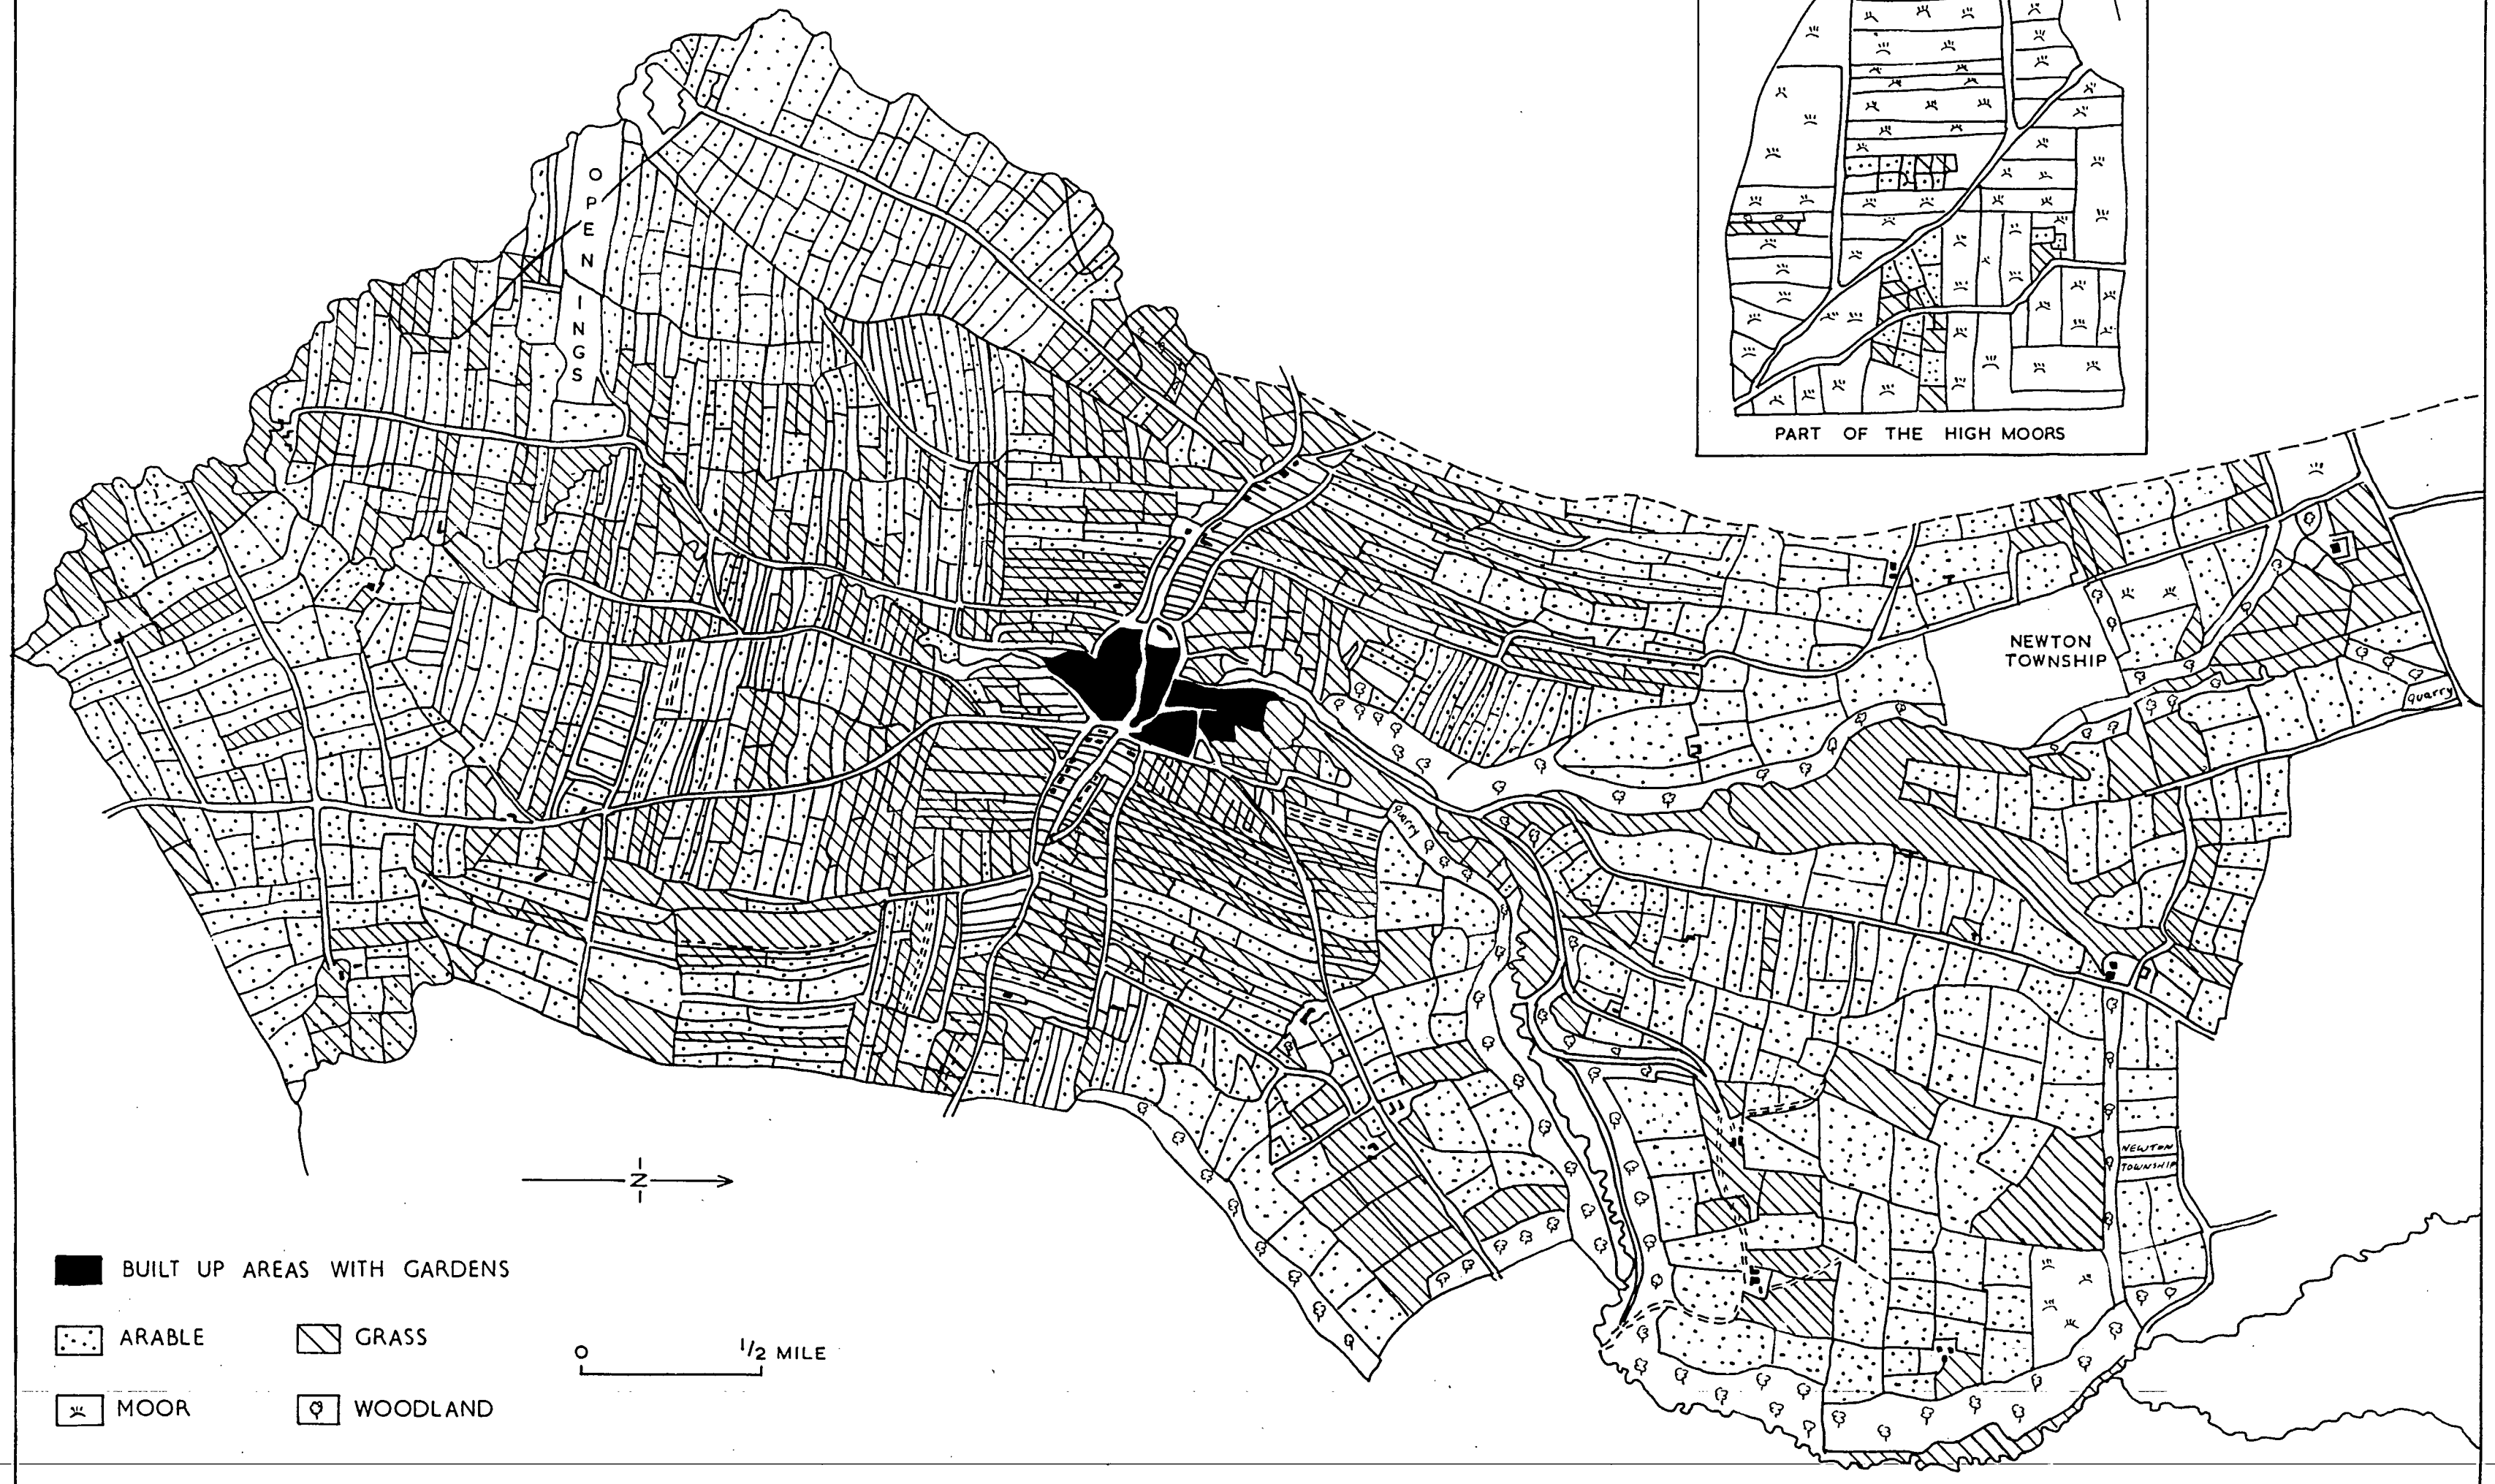 PART OF THE HIGH MOORS
OPEN INGS
NEWTON
TOWNSHIP
Quarry
Quarry
NEWTON
TOWNSHIP
N
BUILT UP AREAS WITH GARDENS
ARABLE
GRASS
O
1/2 MILE
MOOR
WOODLAND